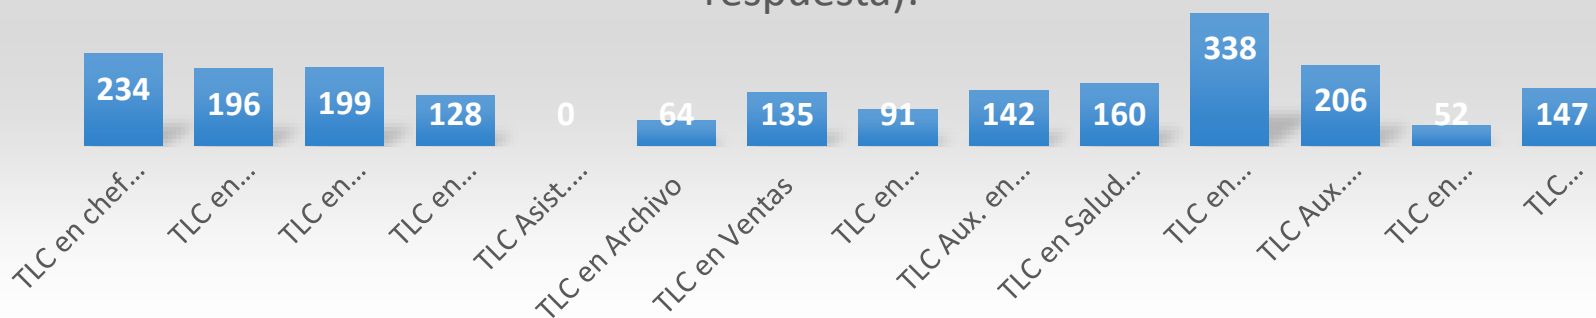 respuesta).
234
196
199
128
0
64
135
91
142
160
338
206
52
147
TLC en chef...
TLC en...
TLC en...
TLC en...
TLC Asist....
TLC en Archivo
TLC en Ventas
TLC en...
TLC Aux. en...
TLC en Salud...
TLC en...
TLC Aux....
TLC en...
TLC...